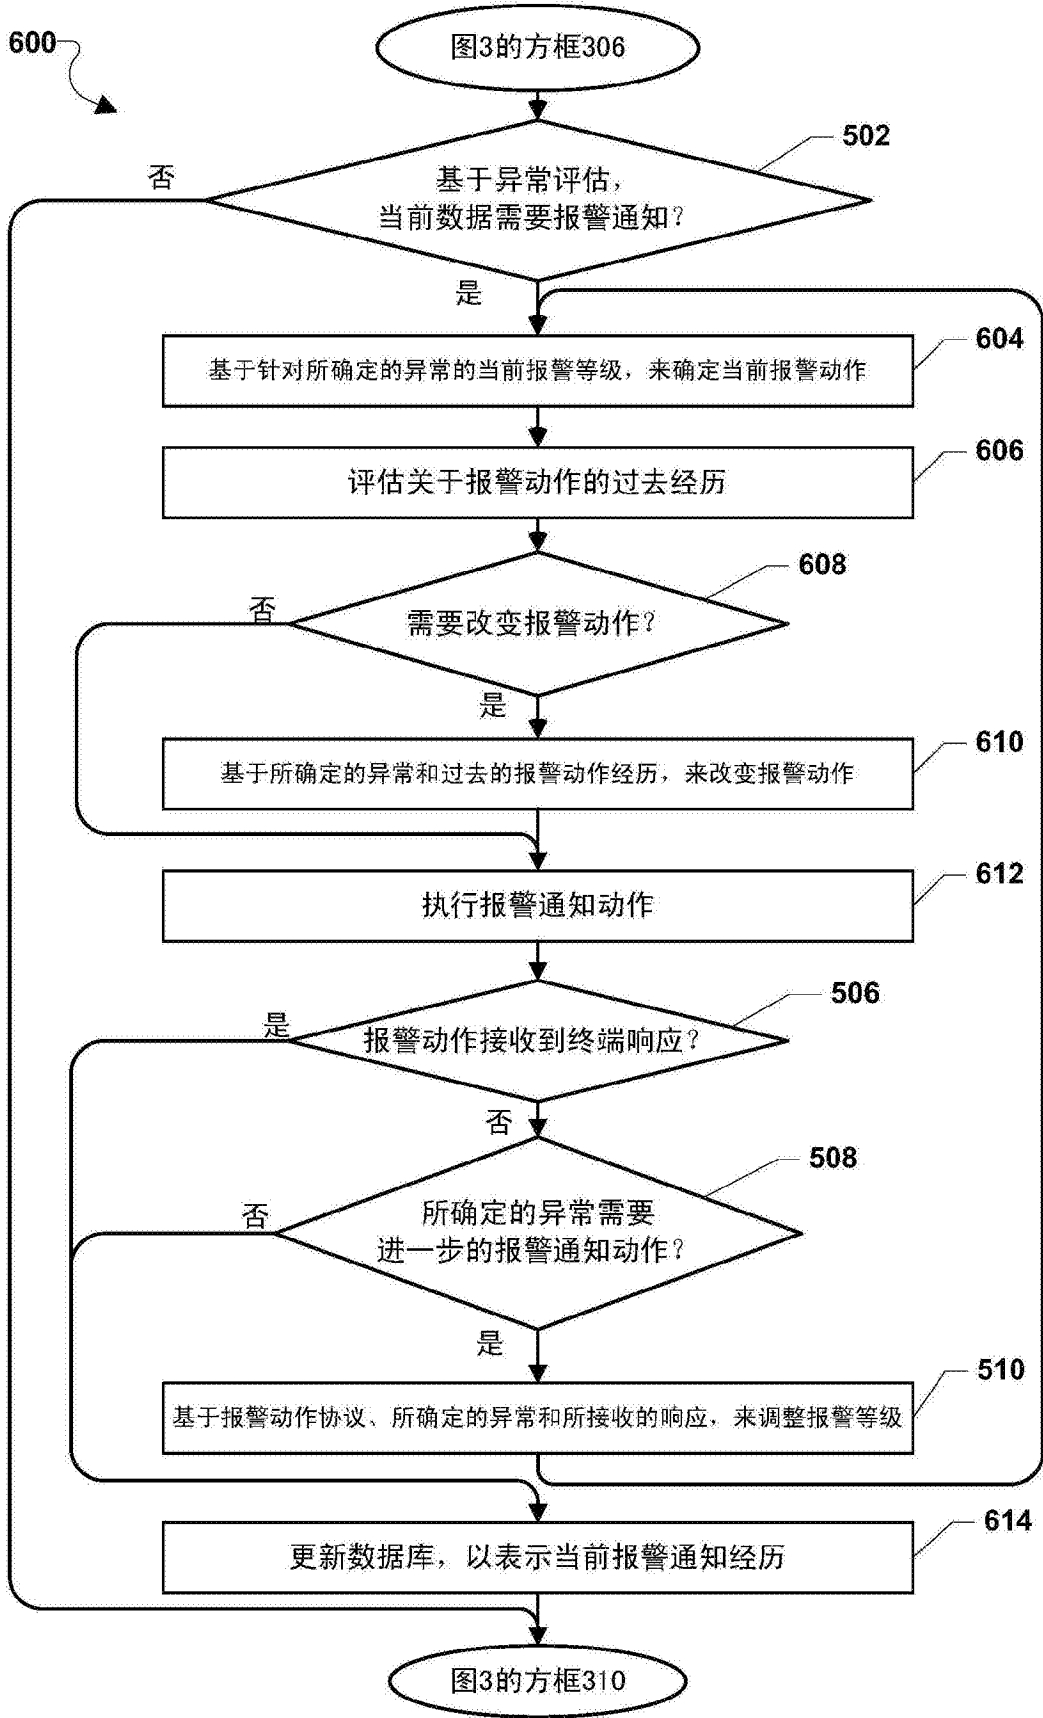 600
图3的方框306
502
否
基于异常评估，
当前数据需要报警通知？
是
604
基于针对所确定的异常的当前报警等级，来确定当前报警动作
606
评估关于报警动作的过去经历
608
否
需要改变报警动作？
是
610
基于所确定的异常和过去的报警动作经历，来改变报警动作
612
执行报警通知动作
506
是
报警动作接收到终端响应？
否
508
否
所确定的异常需要
进一步的报警通知动作？
是
510
基于报警动作协议、所确定的异常和所接收的响应，来调整报警等级
614
更新数据库，以表示当前报警通知经历
图3的方框310